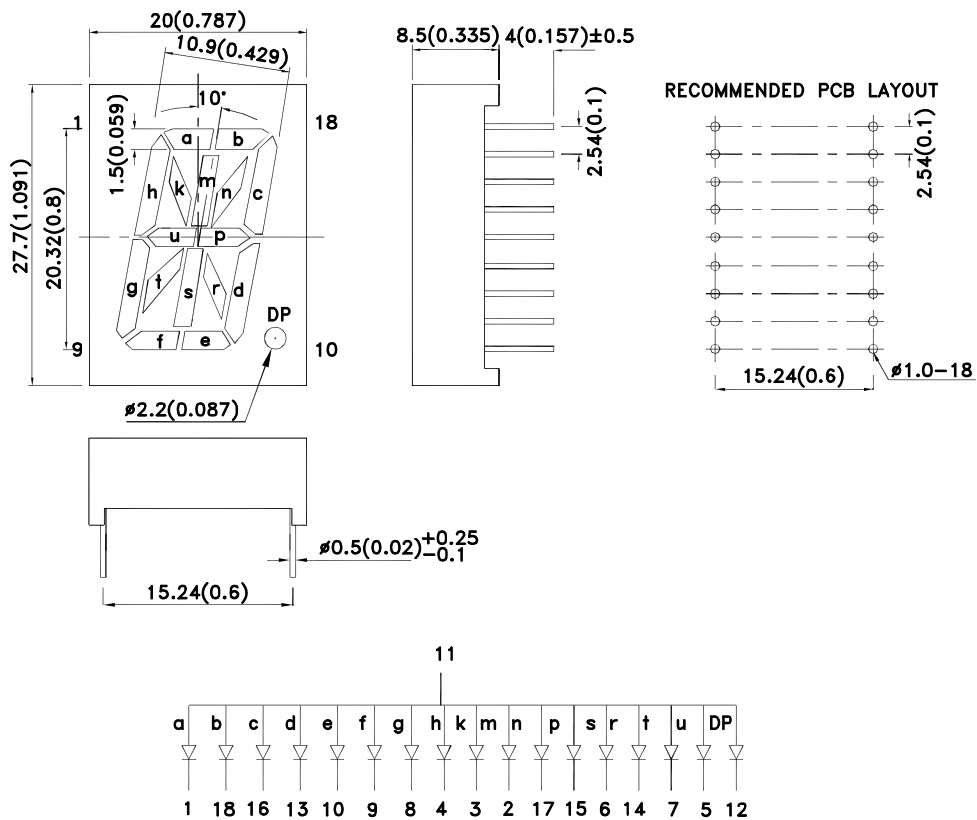 20(0.787)
10.9(0.429)
10°
1
18
a
b
1.5(0.059)
27.7(1.091)
20.32(0.8)
h
k
m
n
c
u
p
g
t
s
r
d
DP
f
e
9
10
ø2.2(0.087)
8.5(0.335)
4(0.157)±0.5
2.54(0.1)
RECOMMENDED PCB LAYOUT
2.54(0.1)
15.24(0.6)
ø1.0-18
ø0.5(0.02)+0.25
-0.1
15.24(0.6)
11
a b c d e f g h k m n p s r t u DP
1 18 16 13 10 9 8 4 3 2 17 15 6 14 7 5 12